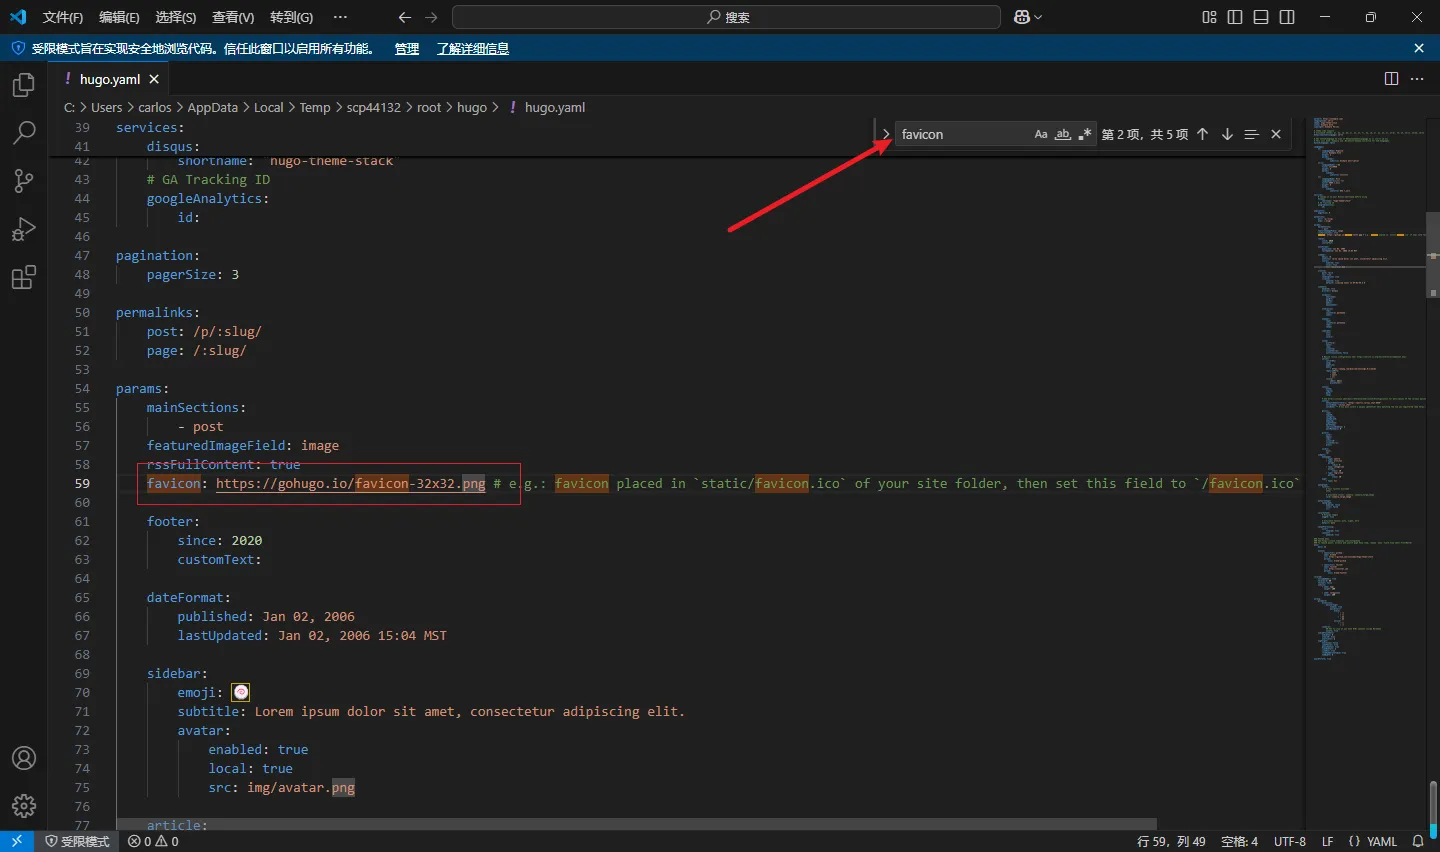 文件(F) 编辑(E) 选择(S) 查看(V) 转到(G) ··· 搜索
受限模式旨在实现安全地浏览代码。信任此窗口以启用所有功能。 管理 了解详细信息
! hugo.yaml
C: > Users > carlos > AppData > Local > Temp > scp44132 > root > hugo > ! hugo.yaml
favicon Aa ab 第 2 项，共 5 项
39 services:
41 disqus:
42 shortname: `hugo-theme-stack`
43 # GA Tracking ID
44 googleAnalytics:
45 id:
46
47 pagination:
48 pagerSize: 3
49
50 permalinks:
51 post: /p/:slug/
52 page: /:slug/
53
54 params:
55 mainSections:
56 - post
57 featuredImageField: image
58 rssFullContent: true
59 favicon: https://gohugo.io/favicon-32x32.png # e.g.: favicon placed in `static/favicon.ico` of your site folder, then set this field to `/favicon.ico`
60
61 footer:
62 since: 2020
63 customText:
64
65 dateFormat:
66 published: Jan 02, 2006
67 lastUpdated: Jan 02, 2006 15:04 MST
68
69 sidebar:
70 emoji: 🍥
71 subtitle: Lorem ipsum dolor sit amet, consectetur adipiscing elit.
72 avatar:
73 enabled: true
74 local: true
75 src: img/avatar.png
76
77 article:
受限模式 0 0 行 59，列 49 空格: 4 UTF-8 LF {} YAML